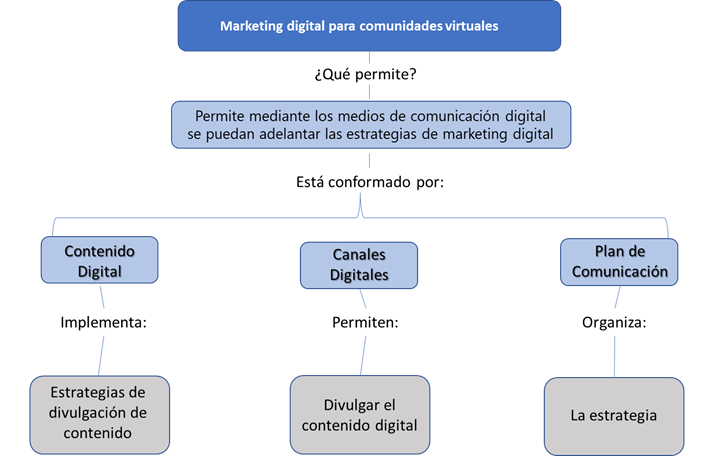 Marketing digital para comunidades virtuales
¿Qué permite?
Permite mediante los medios de comunicación digital
se puedan adelantar las estrategias de marketing digital
Está conformado por:
Contenido
Digital
Canales
Digitales
Plan de
Comunicación
Implementa:
Permiten:
Organiza:
Estrategias de
divulgación de
contenido
Divulgar el
contenido digital
La estrategia